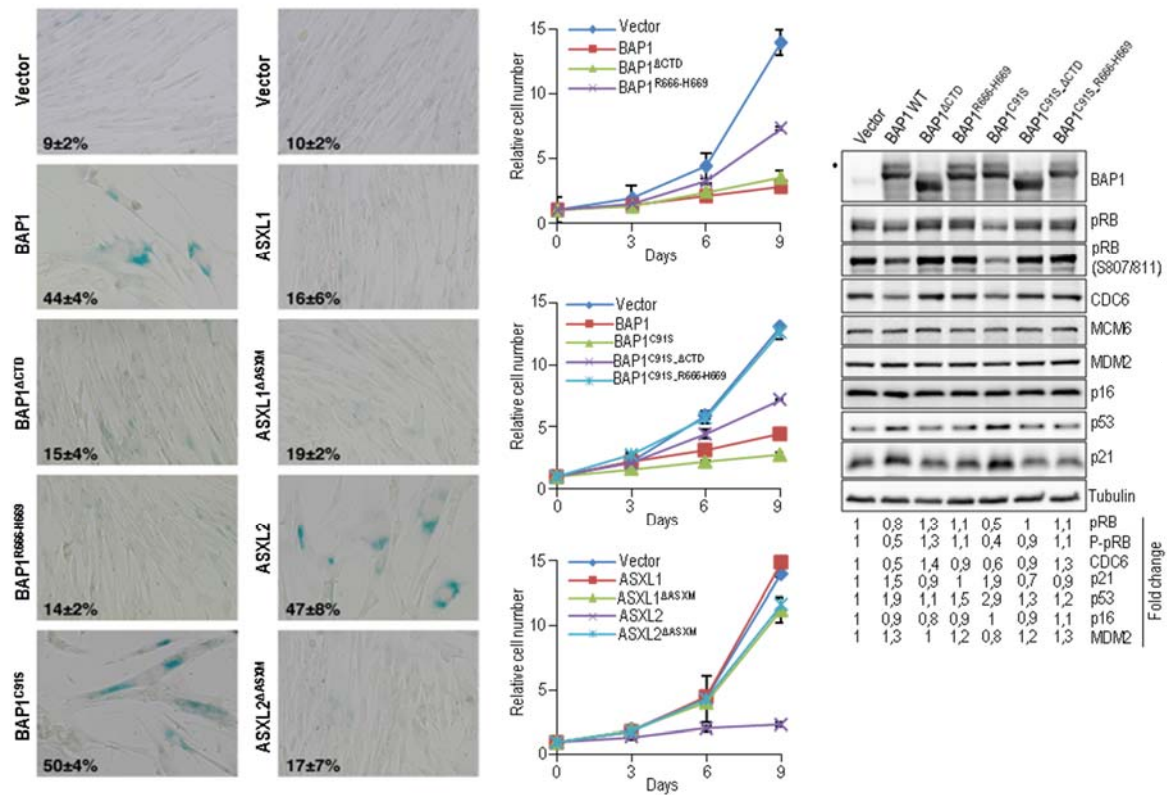 Vector
9±2%
BAP1
44±4%
BAP1ΔCTD
15±4%
BAP1R666-H669
14±2%
BAP1C91S
50±4%
Vector
10±2%
ASXL1
16±6%
ASXL1ΔASXM
19±2%
ASXL2
47±8%
ASXL2ΔASXM
17±7%
Relative cell number
15
10
5
0
Vector
BAP1
BAP1ΔCTD
BAP1R666-H669
0 3 6 9
Days
Relative cell number
15
10
5
0
Vector
BAP1
BAP1C91S
BAP1C91S_ΔCTD
BAP1C91S_R666-H669
0 3 6 9
Days
Relative cell number
15
10
5
0
Vector
ASXL1
ASXL1ΔASXM
ASXL2
ASXL2ΔASXM
0 3 6 9
Days
Vector
BAP1 WT
BAP1ΔCTD
BAP1R666-H669
BAP1C91S
BAP1C91S_ΔCTD
BAP1C91S_R666-H669
BAP1
pRB
pRB
(S807/811)
CDC6
MCM6
MDM2
p16
p53
p21
Tubulin
1 0,8 1,3 1,1 0,5 1 1,1 pRB
1 0,5 1,3 1,1 0,4 0,9 1,1 P-pRB
1 0,5 1,4 0,9 0,6 0,9 1,3 CDC6
1 1,5 0,9 1 1,9 0,7 0,9 p21
1 1,9 1,1 1,5 2,9 1,3 1,2 p53
1 0,9 0,8 0,9 1 0,9 1,1 p16
1 1,3 1 1,2 0,8 1,2 1,3 MDM2
Fold change